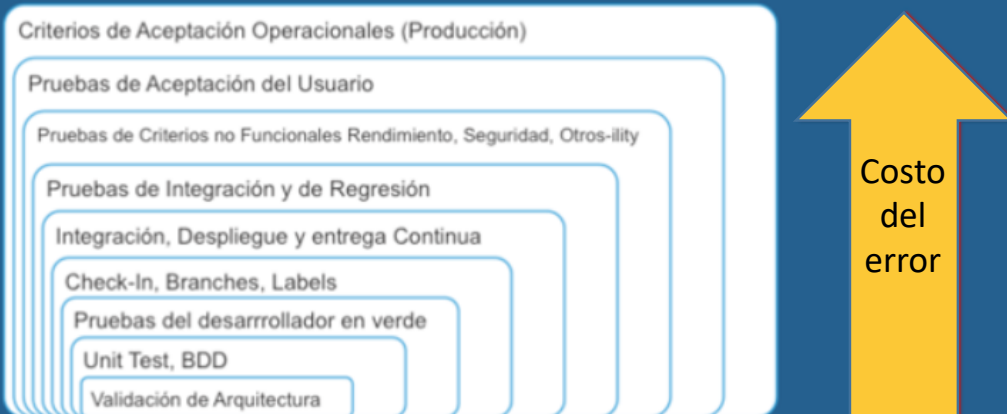 Criterios de Aceptación Operacionales (Producción)
Pruebas de Aceptación del Usuario
Pruebas de Criterios no Funcionales Rendimiento, Seguridad, Otros-ility
Pruebas de Integración y de Regresión
Integración, Despliegue y entrega Continua
Check-In, Branches, Labels
Pruebas del desarrrollador en verde
Unit Test, BDD
Validación de Arquitectura
Costo
del
error